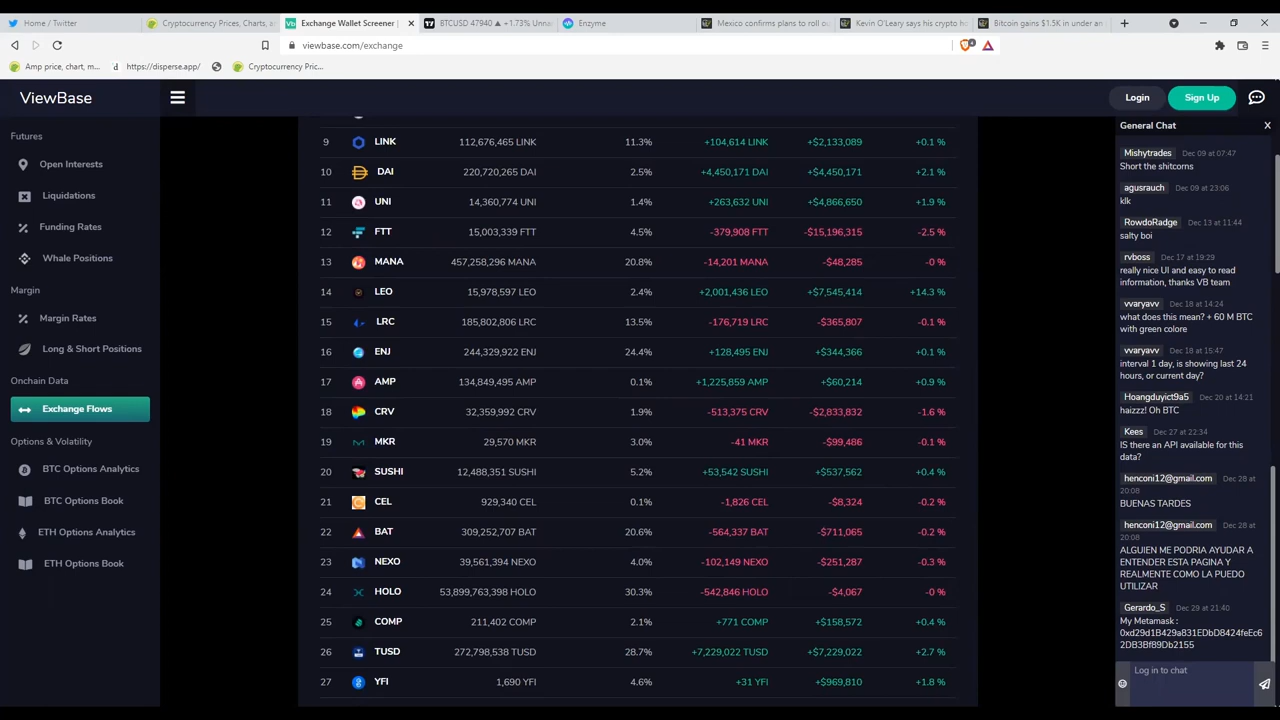 Home / Twitter
Cryptocurrency Prices, Charts, a
Exchange Wallet Screener
BTCUSD 47940 ▲ +1.73% Unna
Enzyme
Mexico confirms plans to roll o
Kevin O'Leary says his crypto h
Bitcoin gains $1.5K in under an
viewbase.com/exchange
4
Amp price, chart, m...
https://disperse.app/
Cryptocurrency Pric...
ViewBase
Login
Sign Up
Futures
Open Interests
Liquidations
Funding Rates
Whale Positions
Margin
Margin Rates
Long & Short Positions
Onchain Data
Exchange Flows
Options & Volatility
BTC Options Analytics
BTC Options Book
ETH Options Analytics
ETH Options Book
9 LINK 112,676,465 LINK 11.3% +104,614 LINK +$2,133,089 +0.1 %
10 DAI 220,720,265 DAI 2.5% +4,450,171 DAI +$4,450,171 +2.1 %
11 UNI 14,360,774 UNI 1.4% +263,632 UNI +$4,866,650 +1.9 %
12 FTT 15,003,339 FTT 4.5% -379,908 FTT -$15,196,315 -2.5 %
13 MANA 457,258,296 MANA 20.8% -14,201 MANA -$48,285 -0 %
14 LEO 15,978,597 LEO 2.4% +2,001,436 LEO +$7,545,414 +14.3 %
15 LRC 185,802,806 LRC 13.5% -176,719 LRC -$365,807 -0.1 %
16 ENJ 244,329,922 ENJ 24.4% +128,495 ENJ +$344,366 +0.1 %
17 AMP 134,849,495 AMP 0.1% +1,225,859 AMP +$60,214 +0.9 %
18 CRV 32,359,992 CRV 1.9% -513,375 CRV -$2,833,832 -1.6 %
19 MKR 29,570 MKR 3.0% -41 MKR -$99,486 -0.1 %
20 SUSHI 12,488,351 SUSHI 5.2% +53,542 SUSHI +$537,562 +0.4 %
21 CEL 929,340 CEL 0.1% -1,826 CEL -$8,324 -0.2 %
22 BAT 309,252,707 BAT 20.6% -564,337 BAT -$711,065 -0.2 %
23 NEXO 39,561,394 NEXO 4.0% -102,149 NEXO -$251,287 -0.3 %
24 HOLO 53,899,763,398 HOLO 30.3% -542,846 HOLO -$4,067 -0 %
25 COMP 211,402 COMP 2.1% +771 COMP +$158,572 +0.4 %
26 TUSD 272,798,538 TUSD 28.7% +7,229,022 TUSD +$7,229,022 +2.7 %
27 YFI 1,690 YFI 4.6% +31 YFI +$969,810 +1.8 %
General Chat
Mishytrades Dec 09 at 07:47
Short the shitcorns
agusrauch Dec 09 at 23:06
klk
RowdoRadge Dec 13 at 11:44
salty boi
rvboss Dec 17 at 19:29
really nice UI and easy to read
information, thanks VB team
vvaryavv Dec 18 at 14:24
what does this mean? + 60 M BTC
with green colore
vvaryavv Dec 18 at 15:47
interval 1 day, is showing last 24
hours, or current day?
Hoangduyict9a5 Dec 20 at 14:21
haizzz! Oh BTC
Kees Dec 27 at 22:34
IS there an API available for this
data?
henconi12@gmail.com Dec 28 at
20:08
BUENAS TARDES
henconi12@gmail.com Dec 28 at
20:08
ALGUIEN ME PODRIA AYUDAR A
ENTENDER ESTA PAGINA Y
REALMENTE COMO LA PUEDO
UTILIZAR
Gerardo_S Dec 29 at 21:40
My Metamask :
0xd29d1B429a831EDbD8424feEc6
2DB3Bf89Db2155
Log in to chat